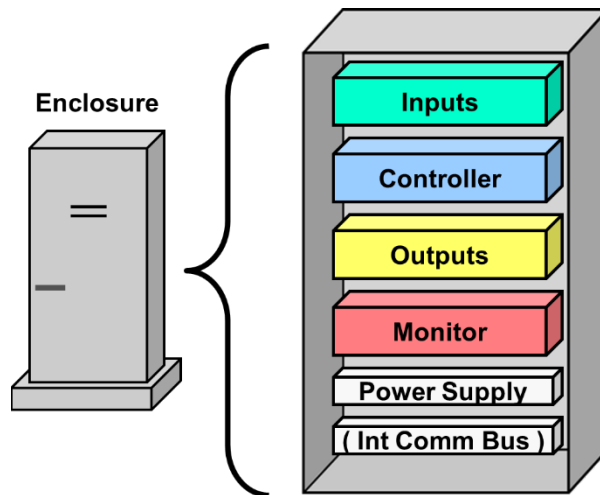 Enclosure
Inputs
Controller
Outputs
Monitor
Power Supply
( Int Comm Bus )